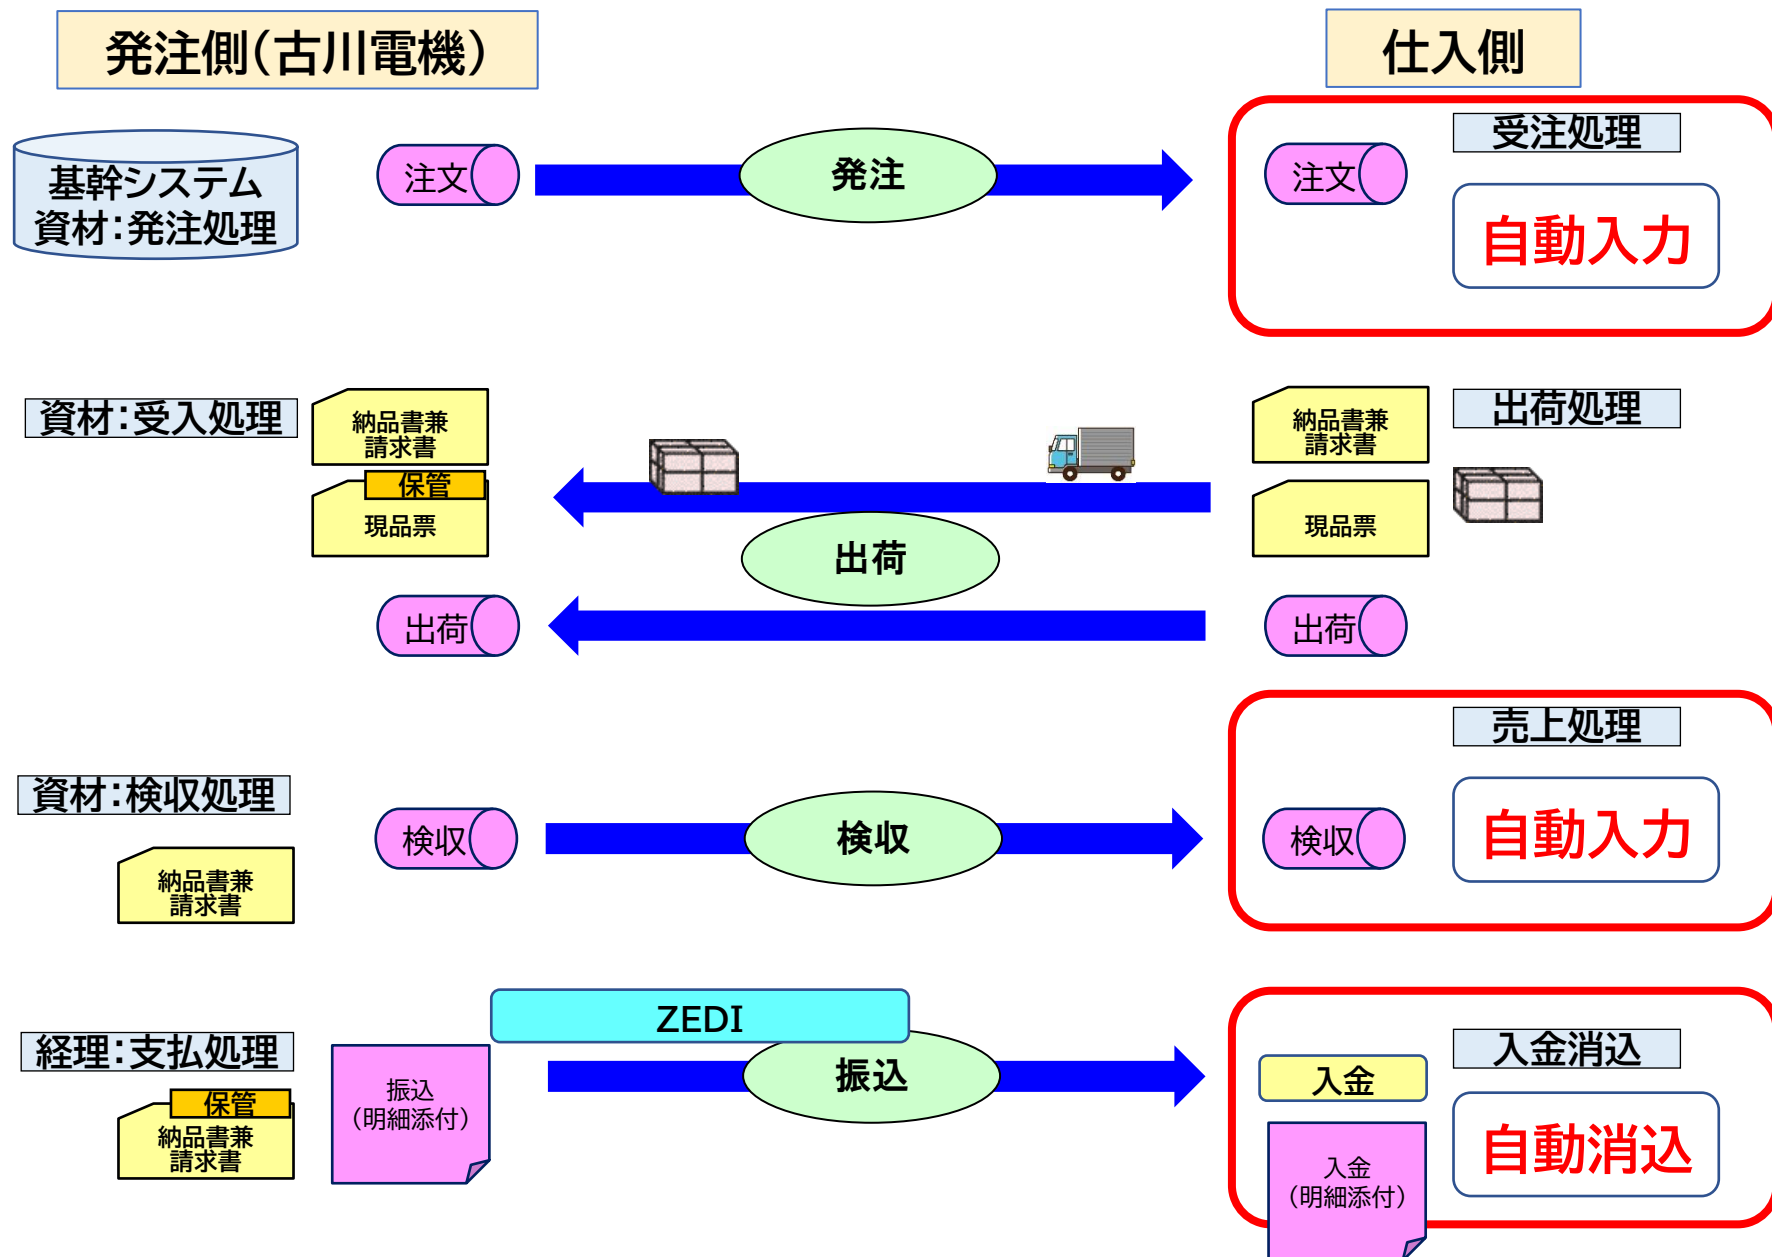 発注側（古川電機）
仕入側
基幹システム
資材：発注処理
注文
発注
注文
受注処理
自動入力
資材：受入処理
納品書兼
請求書
保管
現品票
出荷
納品書兼
請求書
現品票
出荷処理
出荷
出荷
資材：検収処理
納品書兼
請求書
検収
検収
検収
売上処理
自動入力
経理：支払処理
保管
納品書兼
請求書
振込
（明細添付）
ZEDI
振込
入金
入金
（明細添付）
入金消込
自動消込